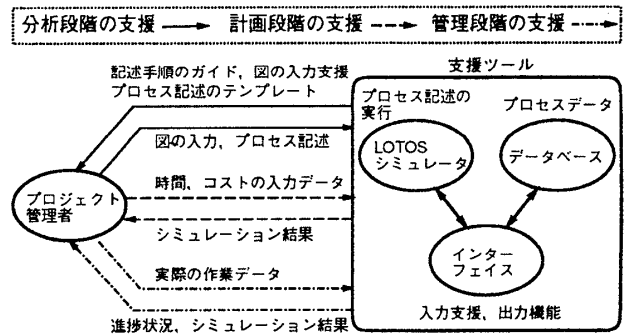 分析段階の支援 計画段階の支援 管理段階の支援
記述手順のガイド, 図の入力支援
プロセス記述のテンプレート
図の入力, プロセス記述
時間, コストの入力データ
プロジェクト
管理者
シミュレーション結果
実際の作業データ
進捗状況, シミュレーション結果
支援ツール
プロセス記述の
実行
プロセスデータ
LOTOS
シミュレータ
データベース
インター
フェイス
入力支援, 出力機能